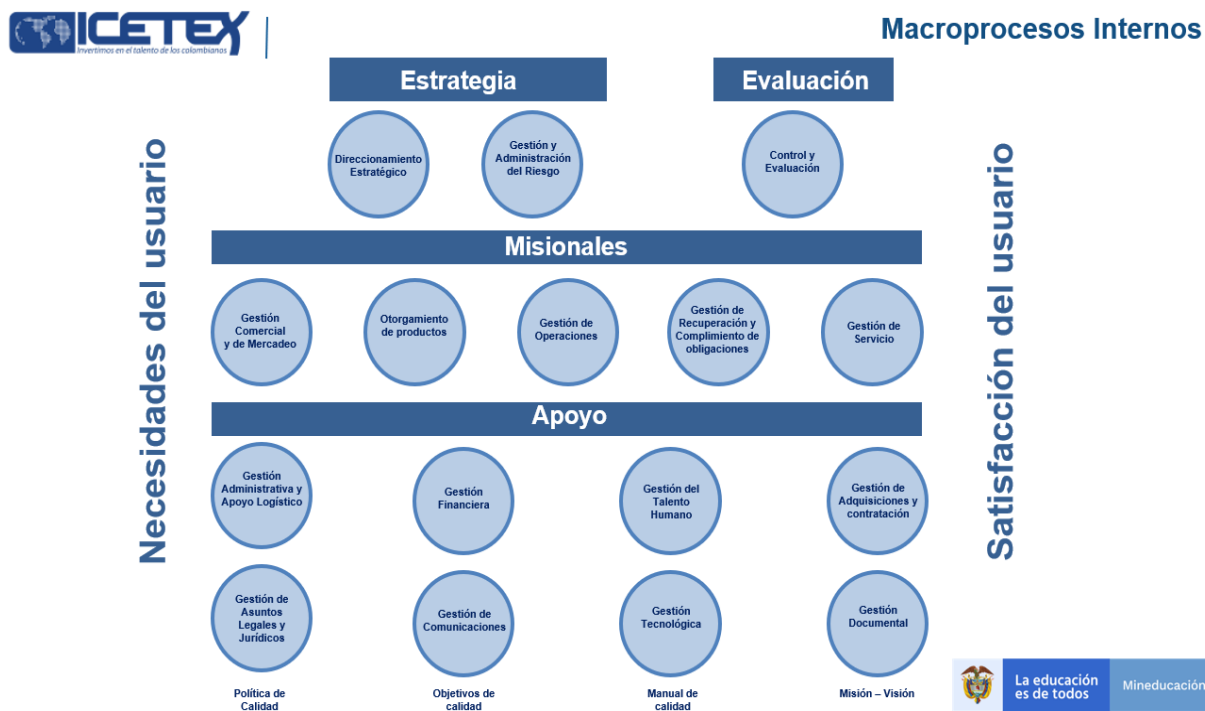 ICETEX
Invertimos en el talento de los colombianos
Macroprocesos Internos
Estrategia
Evaluación
Direccionamiento
Estratégico
Gestión y
Administración
del Riesgo
Control y
Evaluación
Necesidades del usuario
Satisfacción del usuario
Misionales
Gestión
Comercial
y de Mercadeo
Otorgamiento
de productos
Gestión de
Operaciones
Gestión de
Recuperación y
Complimiento de
obligaciones
Gestión de
Servicio
Apoyo
Gestión
Administrativa y
Apoyo Logístico
Gestión
Financiera
Gestión del
Talento
Humano
Gestión de
Adquisiciones y
contratación
Gestión de
Asuntos
Legales y
Jurídicos
Gestión de
Comunicaciones
Gestión
Tecnológica
Gestión
Documental
Política de
Calidad
Objetivos de
calidad
Manual de
calidad
Misión – Visión
La educación
es de todos
Mineducación